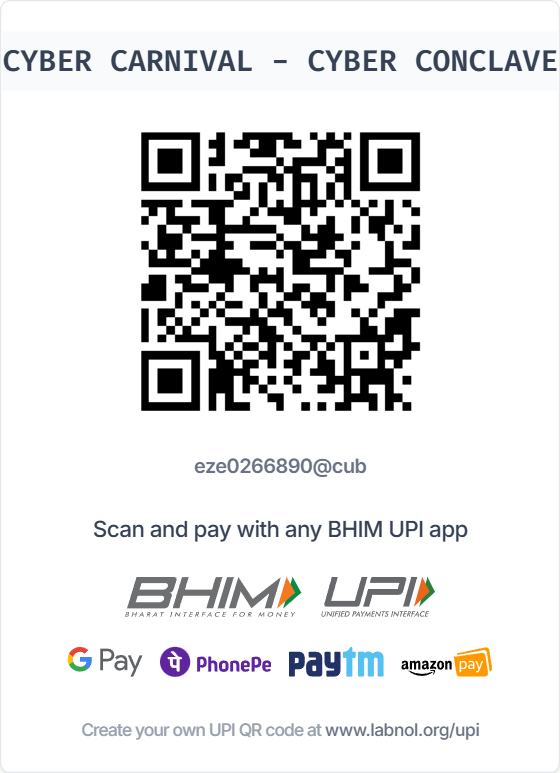 CYBER CARNIVAL - CYBER CONCLAVE
eze0266890@cub
Scan and pay with any BHIM UPI app
BHIM UPI
BHARAT INTERFACE FOR MONEY UNIFIED PAYMENTS INTERFACE
G Pay पे PhonePe paytm amazon pay
Create your own UPI QR code at www.labnol.org/upi